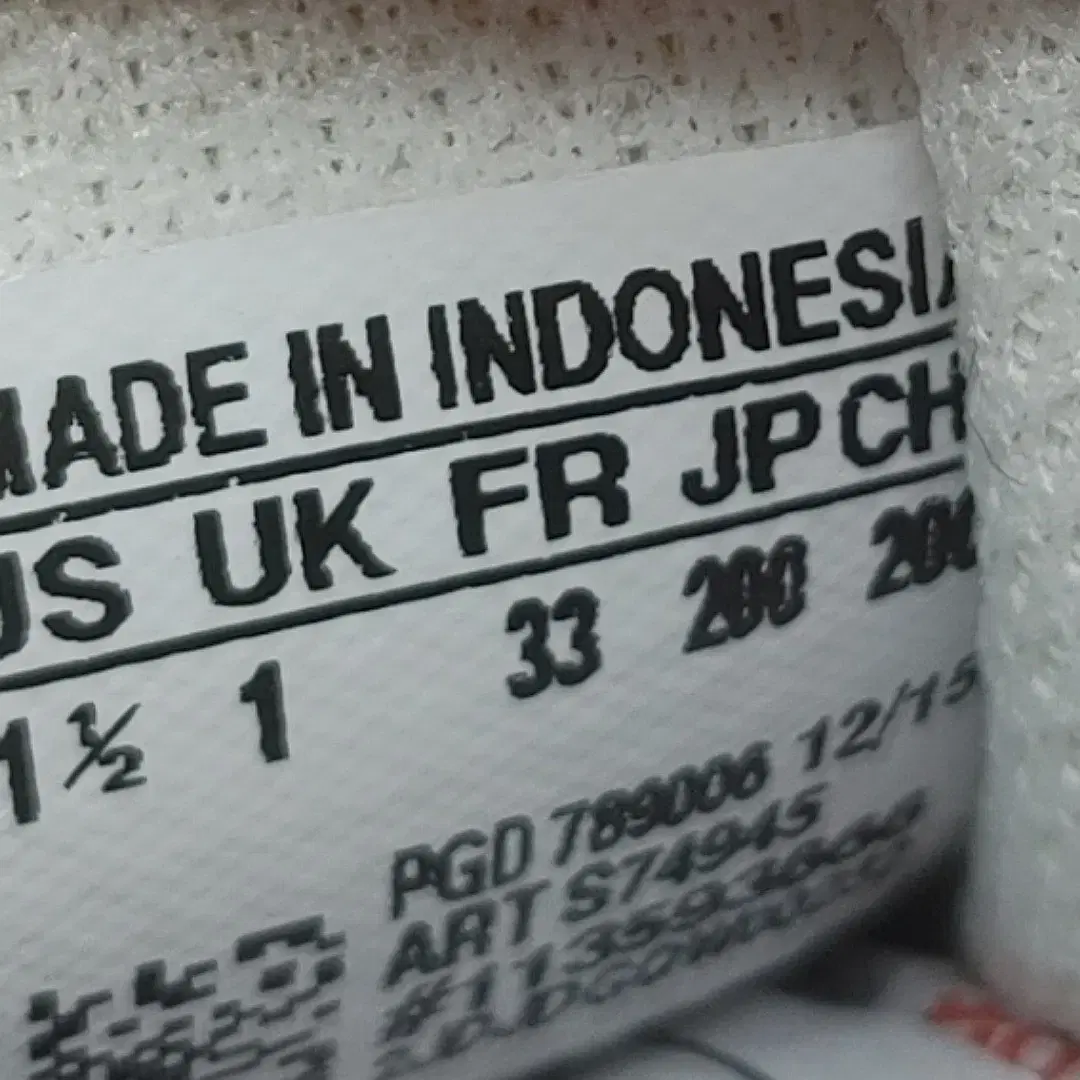 MADE IN INDONESIA
US UK FR JP CH
1½ 1 33 200 200
PGD 789006 12/15
ART S74945